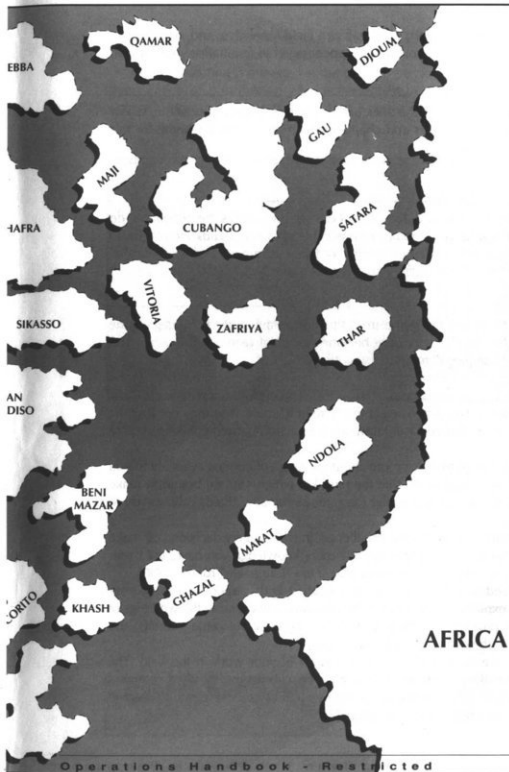 QAMAR
DJOUM
EBBA
GAU
MAJI
SATARA
HAFRA
CUBANGO
VITORIA
SIKASSO
ZAFRIYA
THAR
AN
DISO
NDOLA
BENI
MAZAR
MAKAT
GHAZAL
CORITO
KHASH
AFRICA
Operations Handbook - Restricted